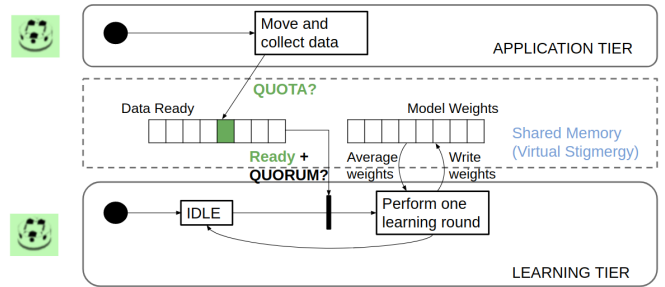 Move and
collect data
APPLICATION TIER
QUOTA?
Data Ready
Model Weights
Shared Memory
(Virtual Stigmergy)
Ready +
QUORUM?
Average
weights
Write
weights
IDLE
Perform one
learning round
LEARNING TIER